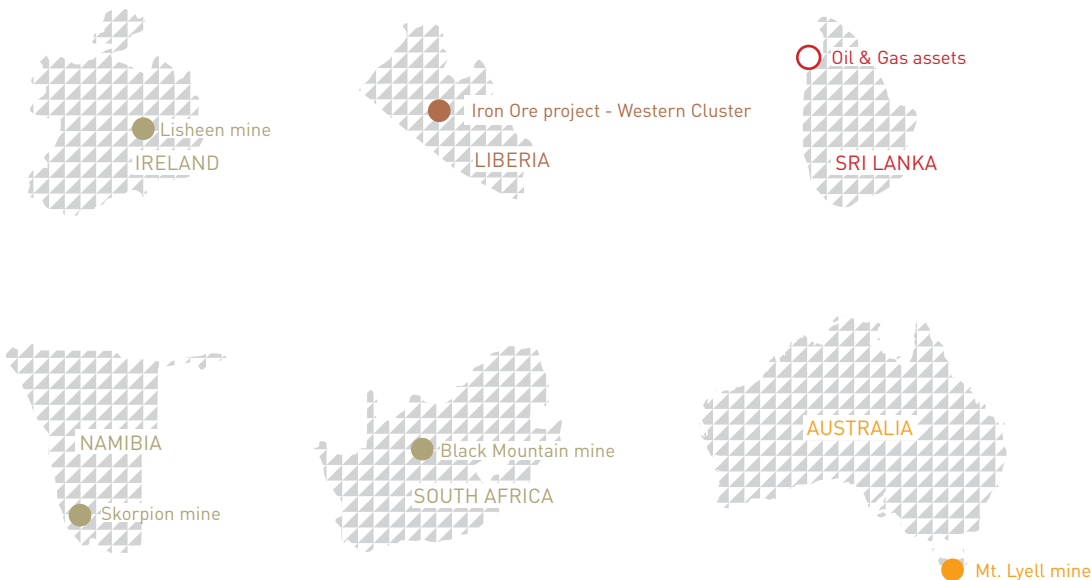 Lisheen mine
IRELAND
Iron Ore project - Western Cluster
LIBERIA
Oil & Gas assets
SRI LANKA
NAMIBIA
Skorpion mine
Black Mountain mine
SOUTH AFRICA
AUSTRALIA
Mt. Lyell mine